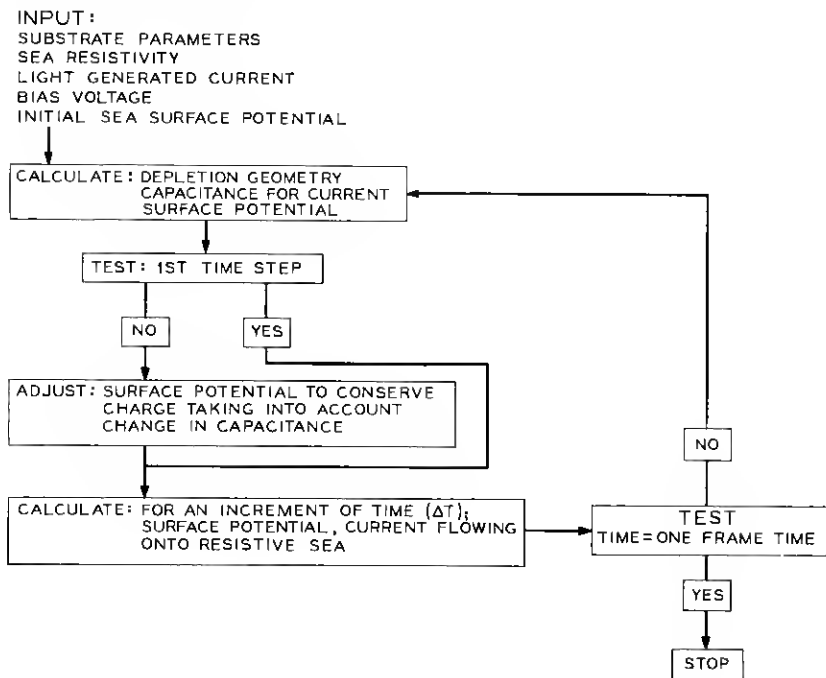 INPUT:
SUBSTRATE PARAMETERS
SEA RESISTIVITY
LIGHT GENERATED CURRENT
BIAS VOLTAGE
INITIAL SEA SURFACE POTENTIAL
CALCULATE: DEPLETION GEOMETRY
CAPACITANCE FOR CURRENT
SURFACE POTENTIAL
TEST: 1ST TIME STEP
NO
YES
ADJUST: SURFACE POTENTIAL TO CONSERVE
CHARGE TAKING INTO ACCOUNT
CHANGE IN CAPACITANCE
CALCULATE: FOR AN INCREMENT OF TIME (ΔT);
SURFACE POTENTIAL, CURRENT FLOWING
ONTO RESISTIVE SEA
NO
TEST
TIME=ONE FRAME TIME
YES
STOP